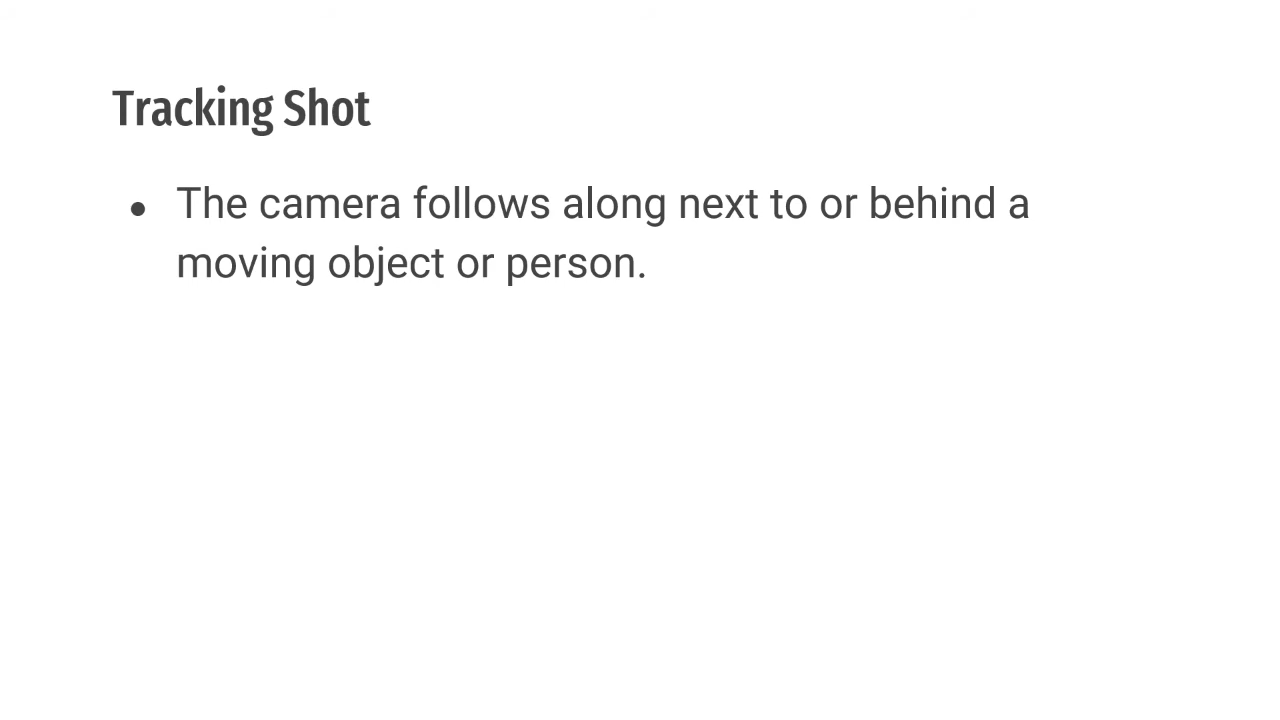 Tracking Shot
● The camera follows along next to or behind a
moving object or person.